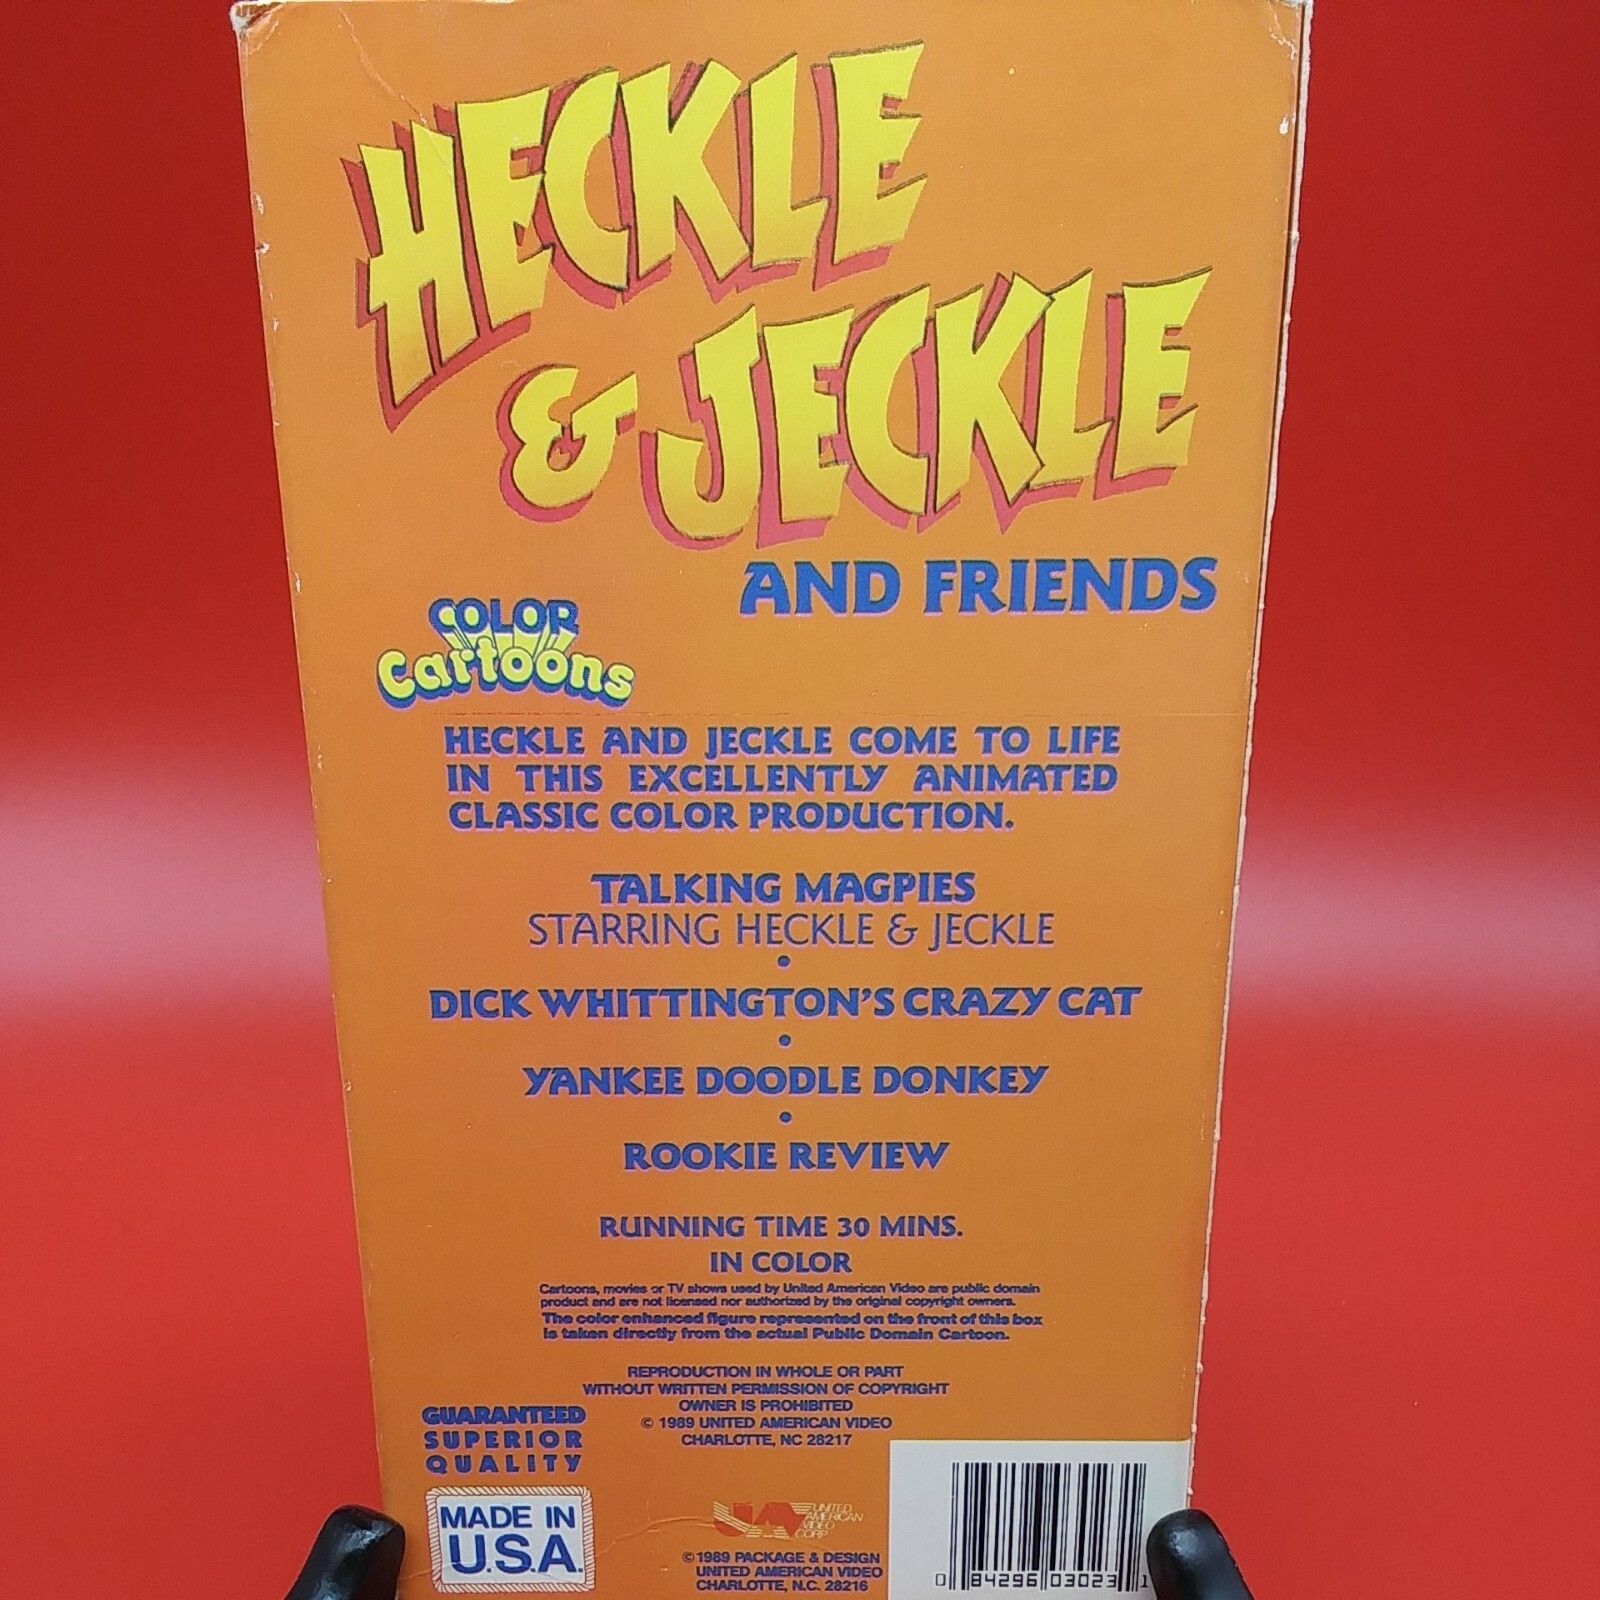 HECKLE
& JECKLE
AND FRIENDS
COLOR
Cartoons
HECKLE AND JECKLE COME TO LIFE
IN THIS EXCELLENTLY ANIMATED
CLASSIC COLOR PRODUCTION.
TALKING MAGPIES
STARRING HECKLE & JECKLE
•
DICK WHITTINGTON'S CRAZY CAT
•
YANKEE DOODLE DONKEY
•
ROOKIE REVIEW
RUNNING TIME 30 MINS.
IN COLOR
Cartoons, movies or TV shows used by United American Video are public domain
product and are not licensed nor authorized by the original copyright owners.
The color enhanced figure represented on the front of this box
is taken directly from the actual Public Domain Cartoon.
REPRODUCTION IN WHOLE OR PART
WITHOUT WRITTEN PERMISSION OF COPYRIGHT
OWNER IS PROHIBITED
© 1989 UNITED AMERICAN VIDEO
CHARLOTTE, NC 28217
GUARANTEED
SUPERIOR
QUALITY
MADE IN
U.S.A.
UA
UNITED
AMERICAN
VIDEO
CORP
© 1989 PACKAGE & DESIGN
UNITED AMERICAN VIDEO
CHARLOTTE, N.C. 28216
0 84296 03023 1